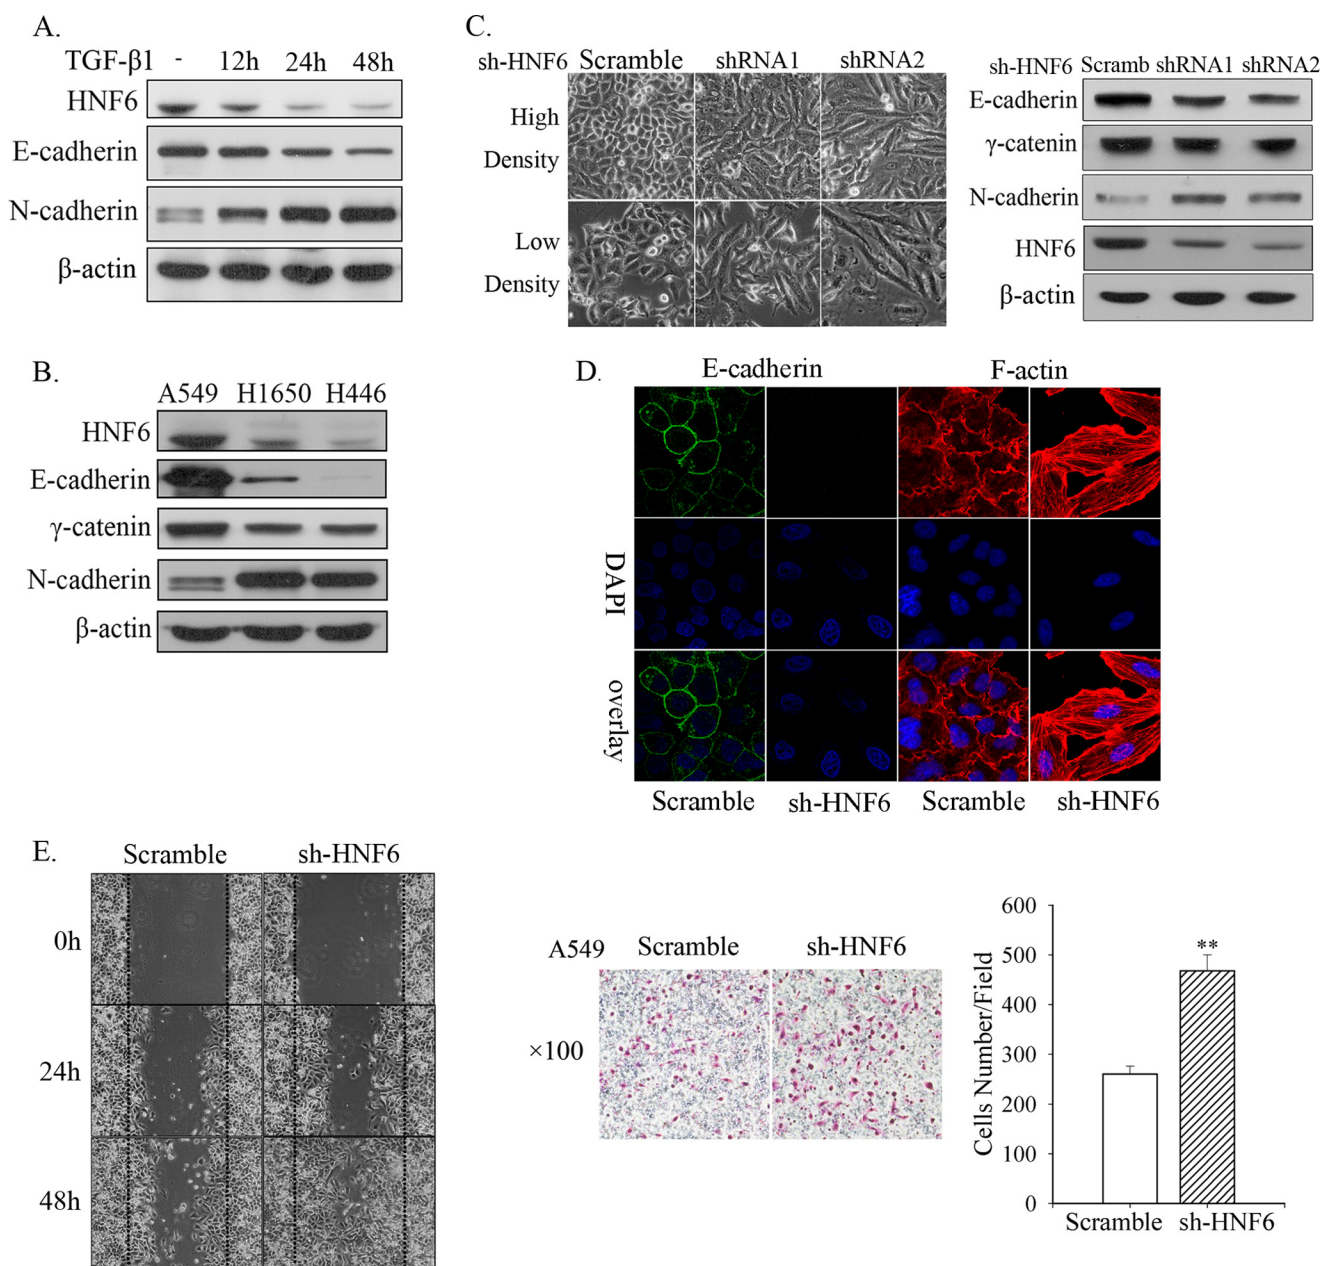 A.
TGF-β1 - 12h 24h 48h
HNF6
E-cadherin
N-cadherin
β-actin
B.
A549 H1650 H446
HNF6
E-cadherin
γ-catenin
N-cadherin
β-actin
C.
sh-HNF6 Scramble shRNA1 shRNA2
High
Density
Low
Density
sh-HNF6 Scramb shRNA1 shRNA2
E-cadherin
γ-catenin
N-cadherin
HNF6
β-actin
D.
E-cadherin F-actin
DAPI
overlay
Scramble sh-HNF6 Scramble sh-HNF6
E.
Scramble sh-HNF6
0h
24h
48h
A549 Scramble sh-HNF6
×100
Cells Number/Field
600
500
400
300
200
100
0
**
Scramble sh-HNF6